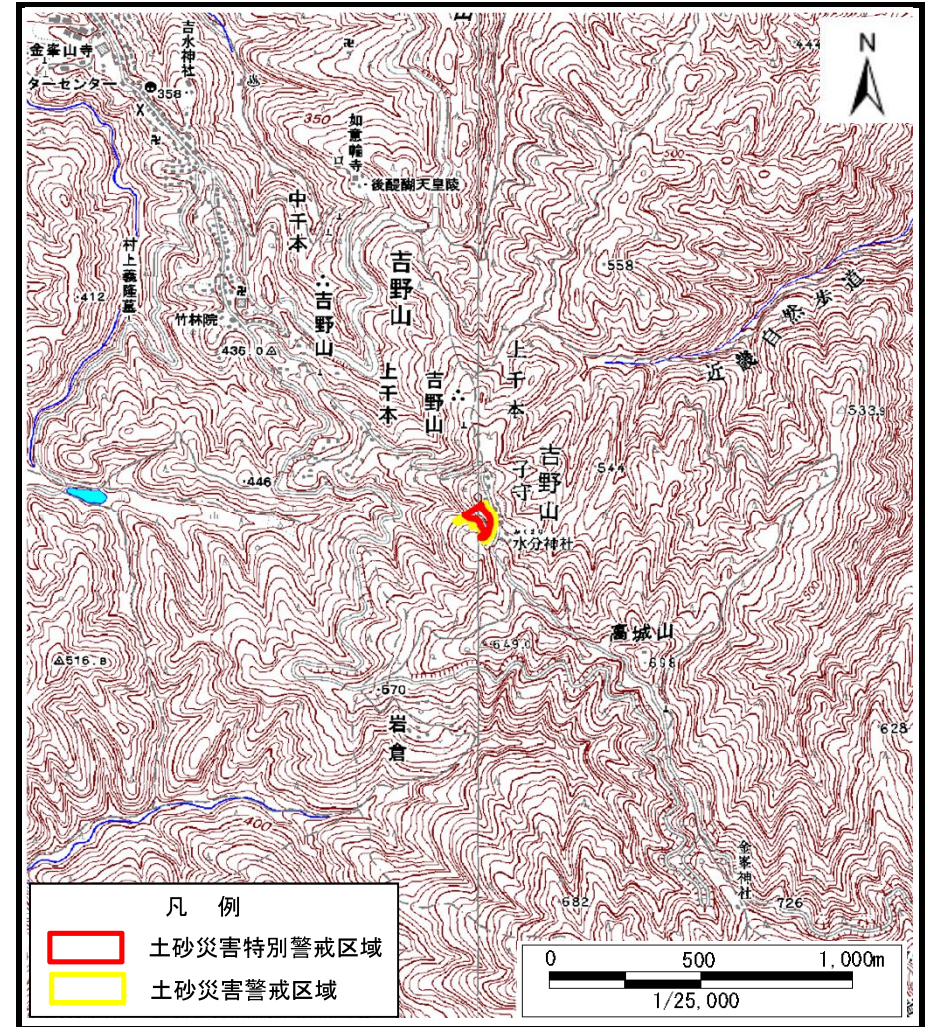 金峯山寺
ターセンター
吉水神社
358
350
如意輪寺
後醍醐天皇陵
444
N
中千本
吉野山
吉野山
村上義隆墓
412
竹林院
436.0
558
近畿自然歩道
上千本
吉野山
上千本
533.9
446
子守
吉野山
544
水分神社
516.8
649.0
高城山
698
570
岩倉
628
400
金峯神社
682
726
凡 例
土砂災害特別警戒区域
土砂災害警戒区域
0 500 1,000m
1/25,000